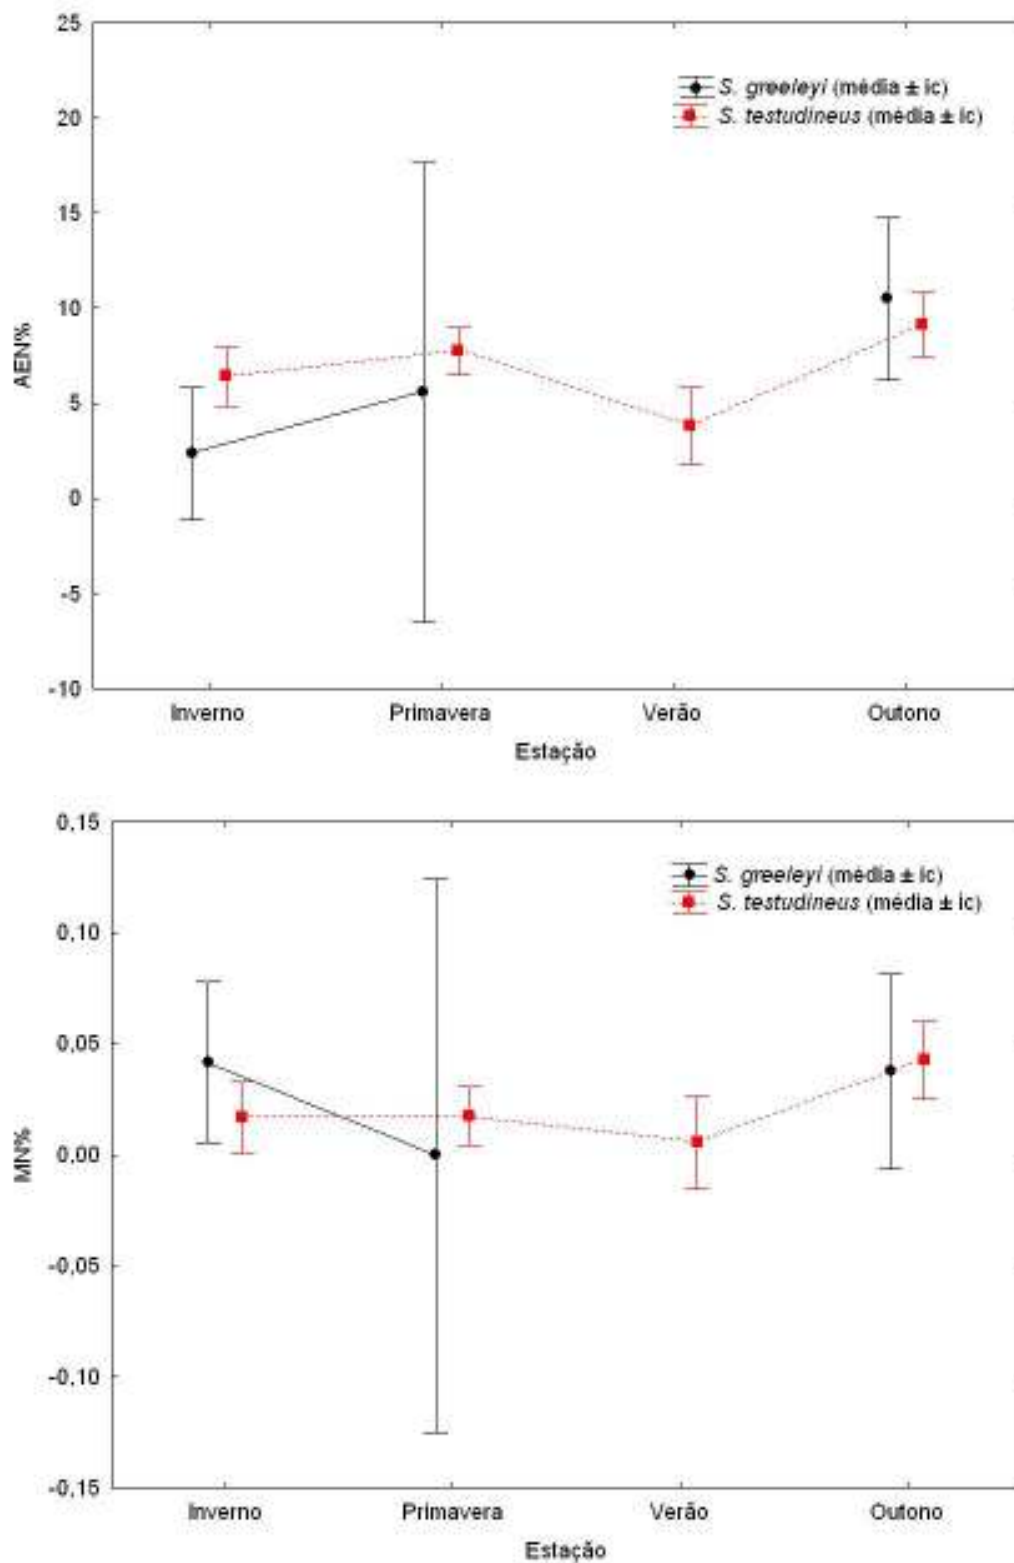 25
20
15
10
5
0
-5
-10
AEN%
S. greeleyi (média ± ic)
S. testudineus (média ± ic)
Inverno Primavera Verão Outono
Estação
0,15
0,10
0,05
0,00
-0,05
-0,10
-0,15
MN%
S. greeleyi (média ± ic)
S. testudineus (média ± ic)
Inverno Primavera Verão Outono
Estação